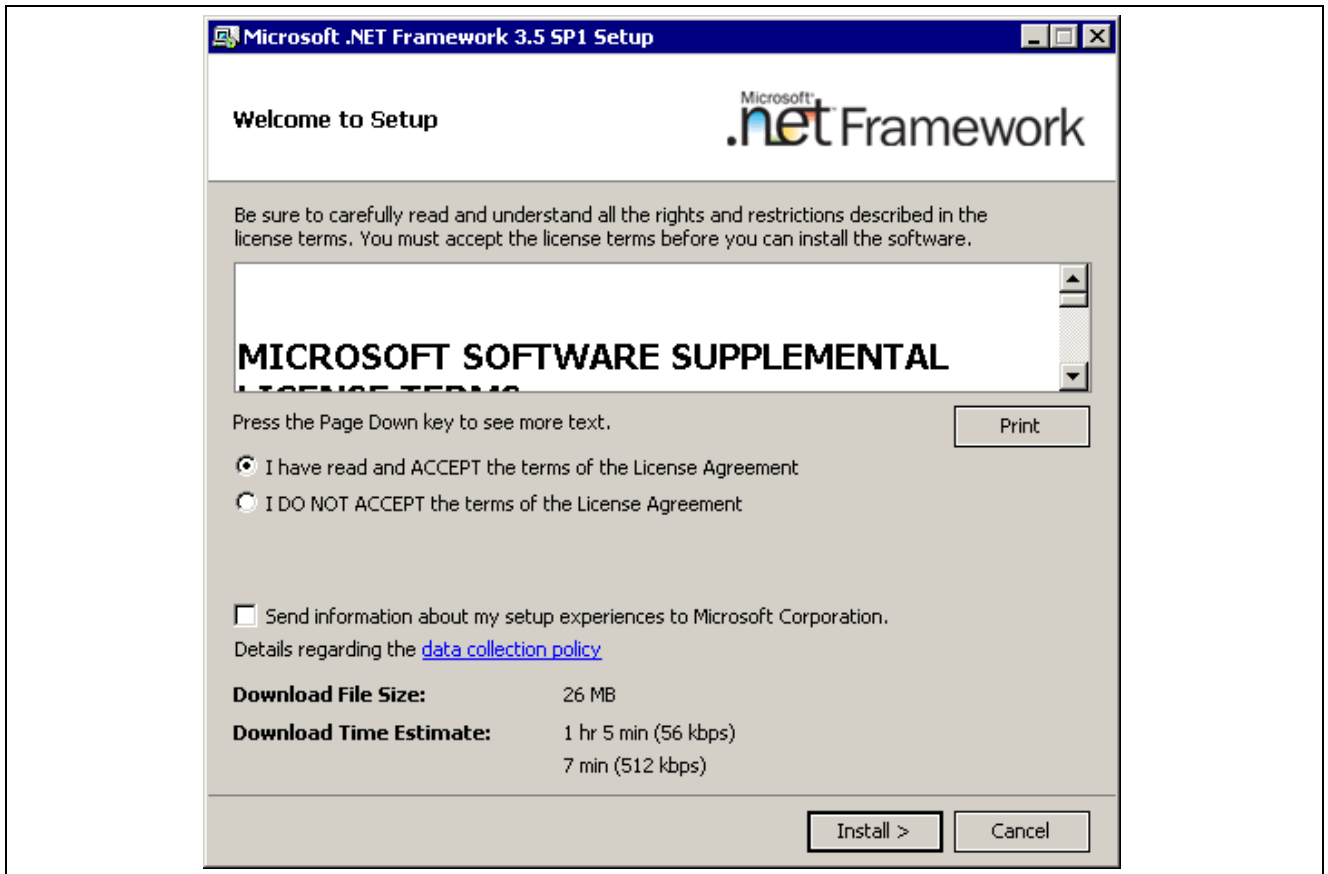 Microsoft .NET Framework 3.5 SP1 Setup
Welcome to Setup
Microsoft
.net Framework
Be sure to carefully read and understand all the rights and restrictions described in the
license terms. You must accept the license terms before you can install the software.
MICROSOFT SOFTWARE SUPPLEMENTAL
LICENSE TERMS
Press the Page Down key to see more text.
Print
I have read and ACCEPT the terms of the License Agreement
I DO NOT ACCEPT the terms of the License Agreement
Send information about my setup experiences to Microsoft Corporation.
Details regarding the data collection policy
Download File Size: 26 MB
Download Time Estimate: 1 hr 5 min (56 kbps)
7 min (512 kbps)
Install > Cancel